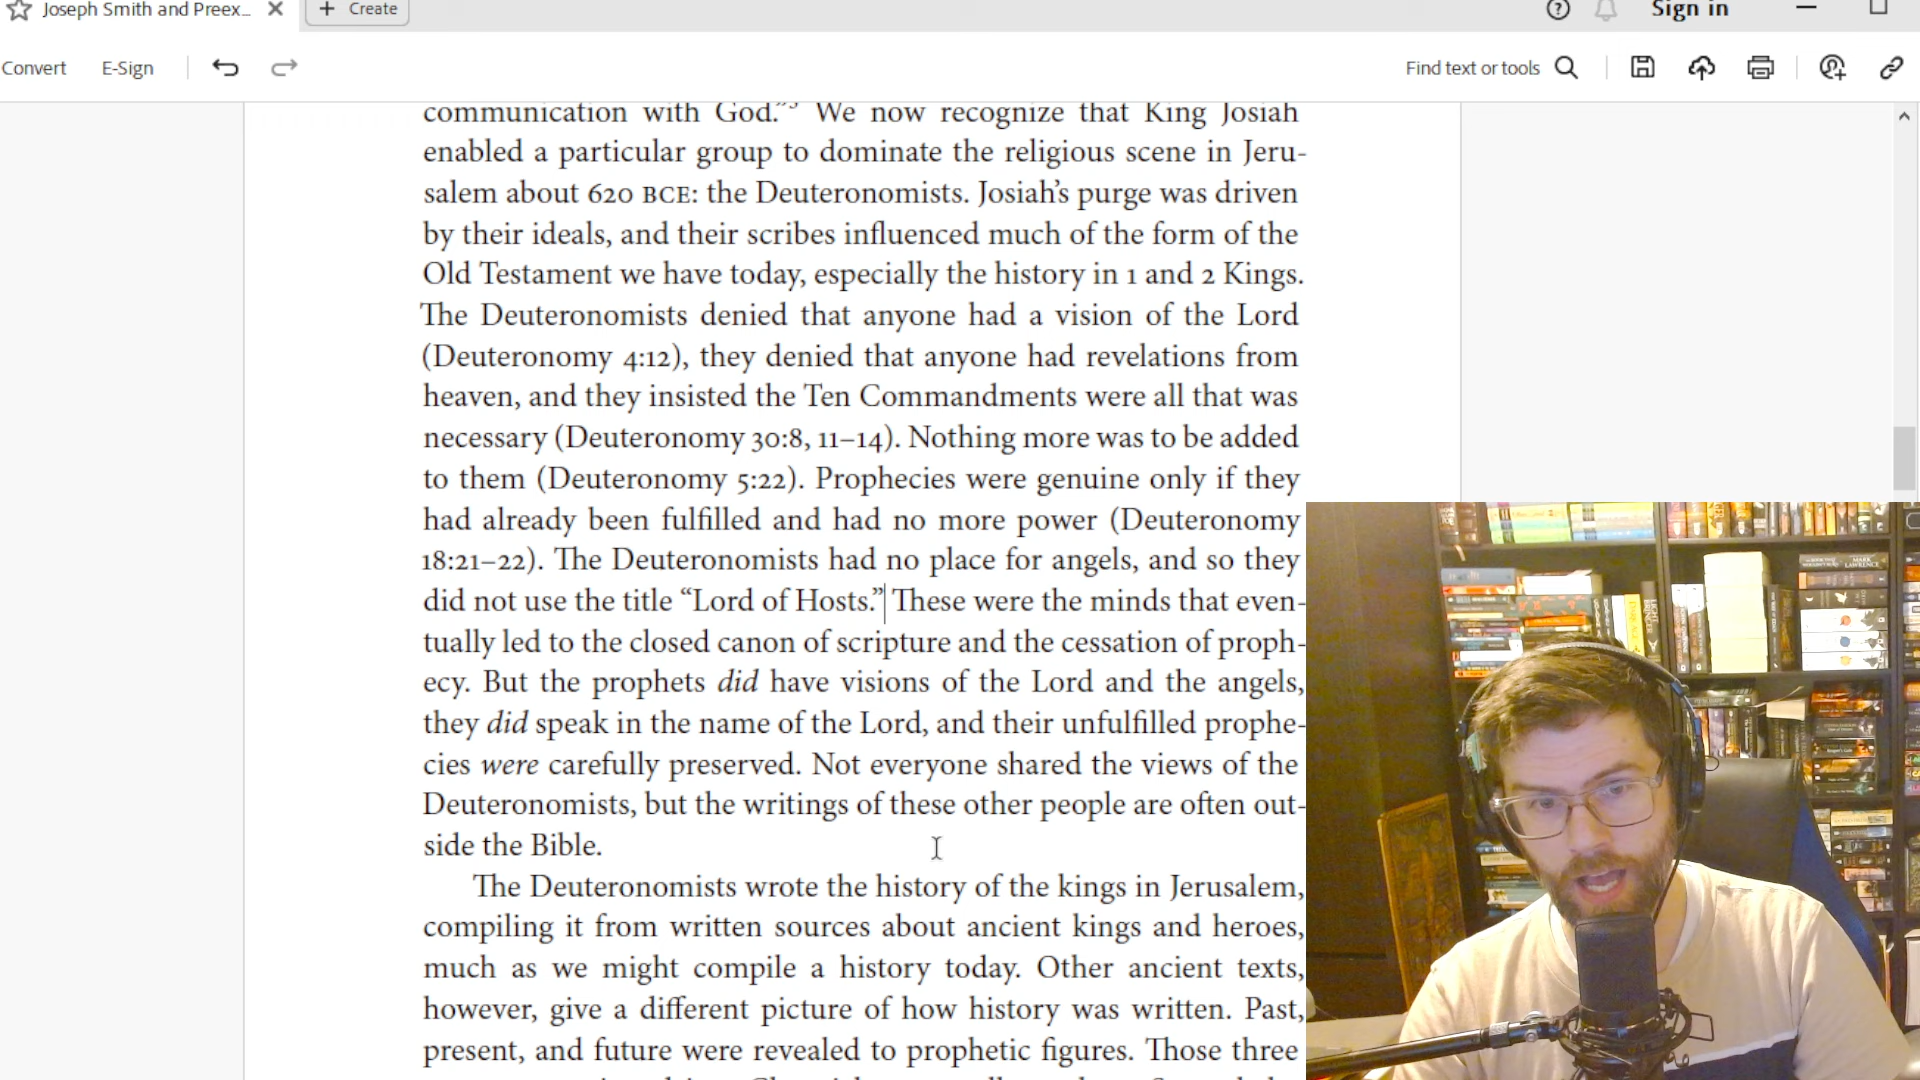 Joseph Smith and Preex...
Create
Sign in
Convert
E-Sign
Find text or tools
communication with God.”³ We now recognize that King Josiah
enabled a particular group to dominate the religious scene in Jeru-
salem about 620 BCE: the Deuteronomists. Josiah’s purge was driven
by their ideals, and their scribes influenced much of the form of the
Old Testament we have today, especially the history in 1 and 2 Kings.
The Deuteronomists denied that anyone had a vision of the Lord
(Deuteronomy 4:12), they denied that anyone had revelations from
heaven, and they insisted the Ten Commandments were all that was
necessary (Deuteronomy 30:8, 11–14). Nothing more was to be added
to them (Deuteronomy 5:22). Prophecies were genuine only if they
had already been fulfilled and had no more power (Deuteronomy
18:21–22). The Deuteronomists had no place for angels, and so they
did not use the title “Lord of Hosts.” These were the minds that even-
tually led to the closed canon of scripture and the cessation of proph-
ecy. But the prophets did have visions of the Lord and the angels,
they did speak in the name of the Lord, and their unfulfilled prophe-
cies were carefully preserved. Not everyone shared the views of the
Deuteronomists, but the writings of these other people are often out-
side the Bible.
The Deuteronomists wrote the history of the kings in Jerusalem,
compiling it from written sources about ancient kings and heroes,
much as we might compile a history today. Other ancient texts,
however, give a different picture of how history was written. Past,
present, and future were revealed to prophetic figures. Those three